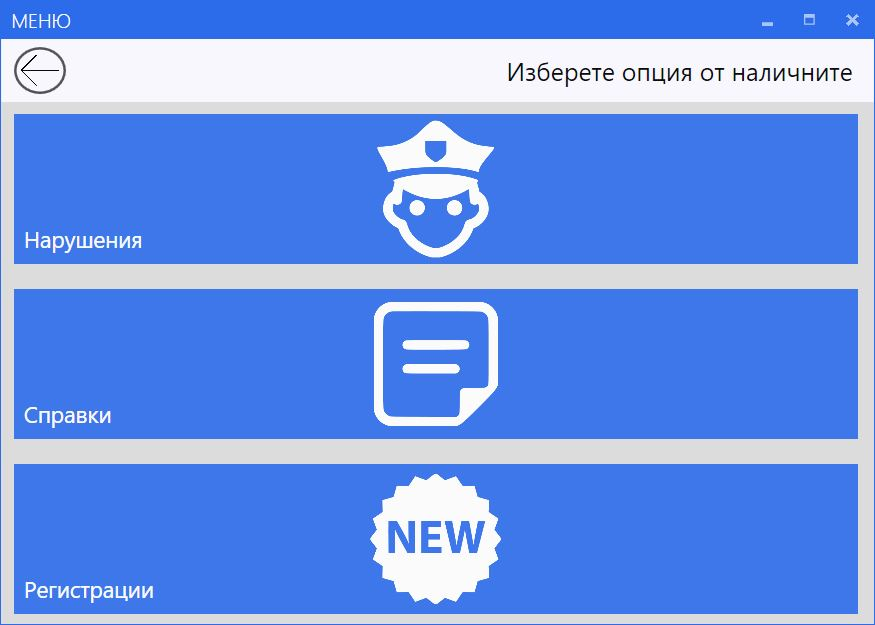 МЕНЮ
Изберете опция от наличните
Нарушения
Справки
NEW
Регистрации